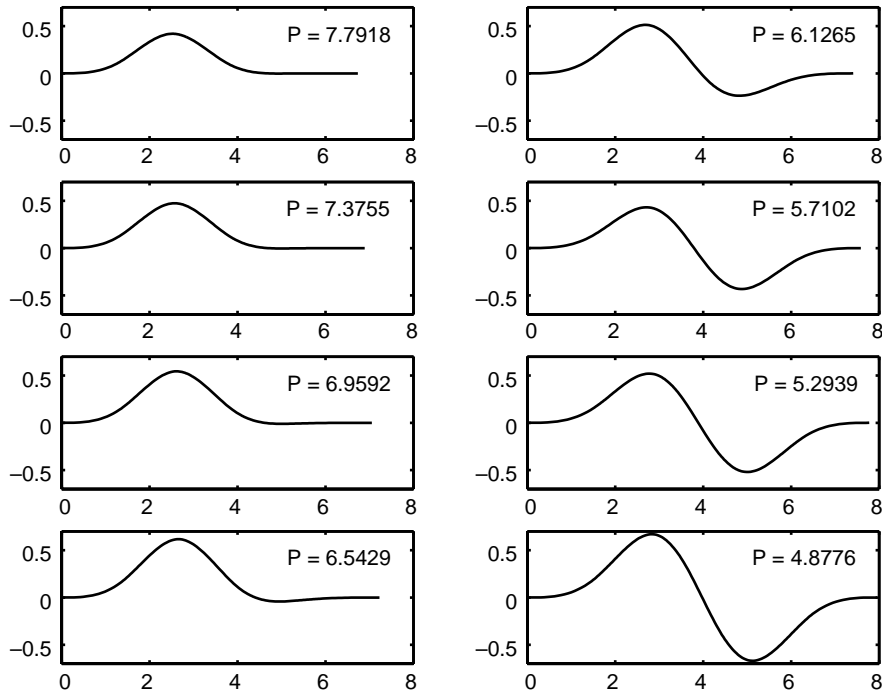 P = 7.7918
0.5
0
–0.5
0 2 4 6 8
P = 7.3755
0.5
0
–0.5
0 2 4 6 8
P = 6.9592
0.5
0
–0.5
0 2 4 6 8
P = 6.5429
0.5
0
–0.5
0 2 4 6 8
P = 6.1265
0.5
0
–0.5
0 2 4 6 8
P = 5.7102
0.5
0
–0.5
0 2 4 6 8
P = 5.2939
0.5
0
–0.5
0 2 4 6 8
P = 4.8776
0.5
0
–0.5
0 2 4 6 8